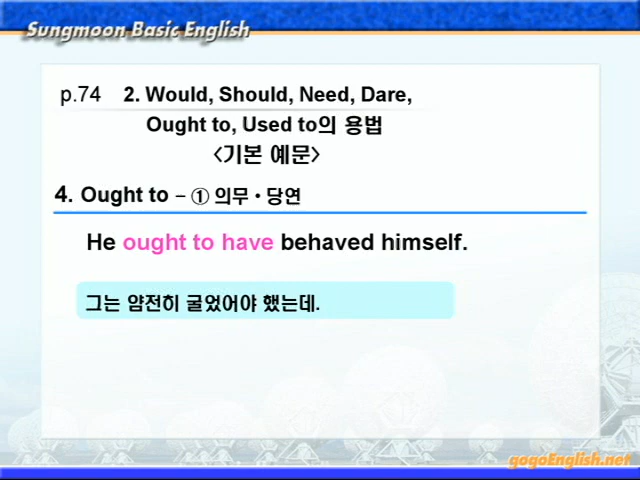 Sungmoon Basic English
p.74 2. Would, Should, Need, Dare,
Ought to, Used to의 용법
<기본 예문>
4. Ought to – ① 의무 • 당연
He ought to have behaved himself.
그는 얌전히 굴었어야 했는데.
gogoEnglish.net